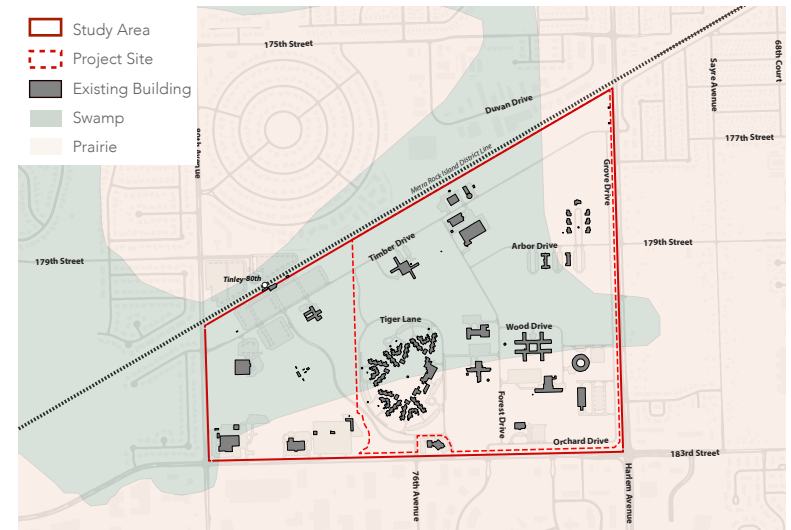 Study Area
Project Site
Existing Building
Swamp
Prairie
175th Street
68th Court
Sayre Avenue
Duvan Drive
177th Street
Metra Rock Island District Line
Grove Drive
179th Street
Timber Drive
Arbor Drive
179th Street
Tinley-80th
Tiger Lane
Wood Drive
Forest Drive
Orchard Drive
183rd Street
76th Avenue
Harlem Avenue